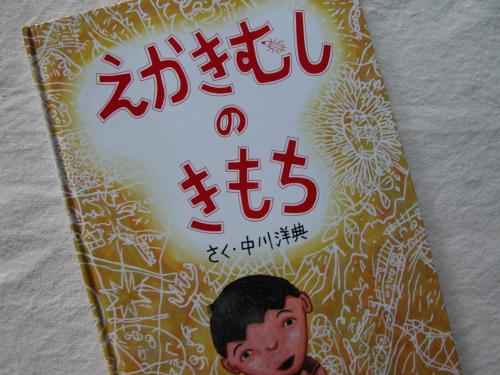 えかきむし
の
きもち
さく・中川洋典